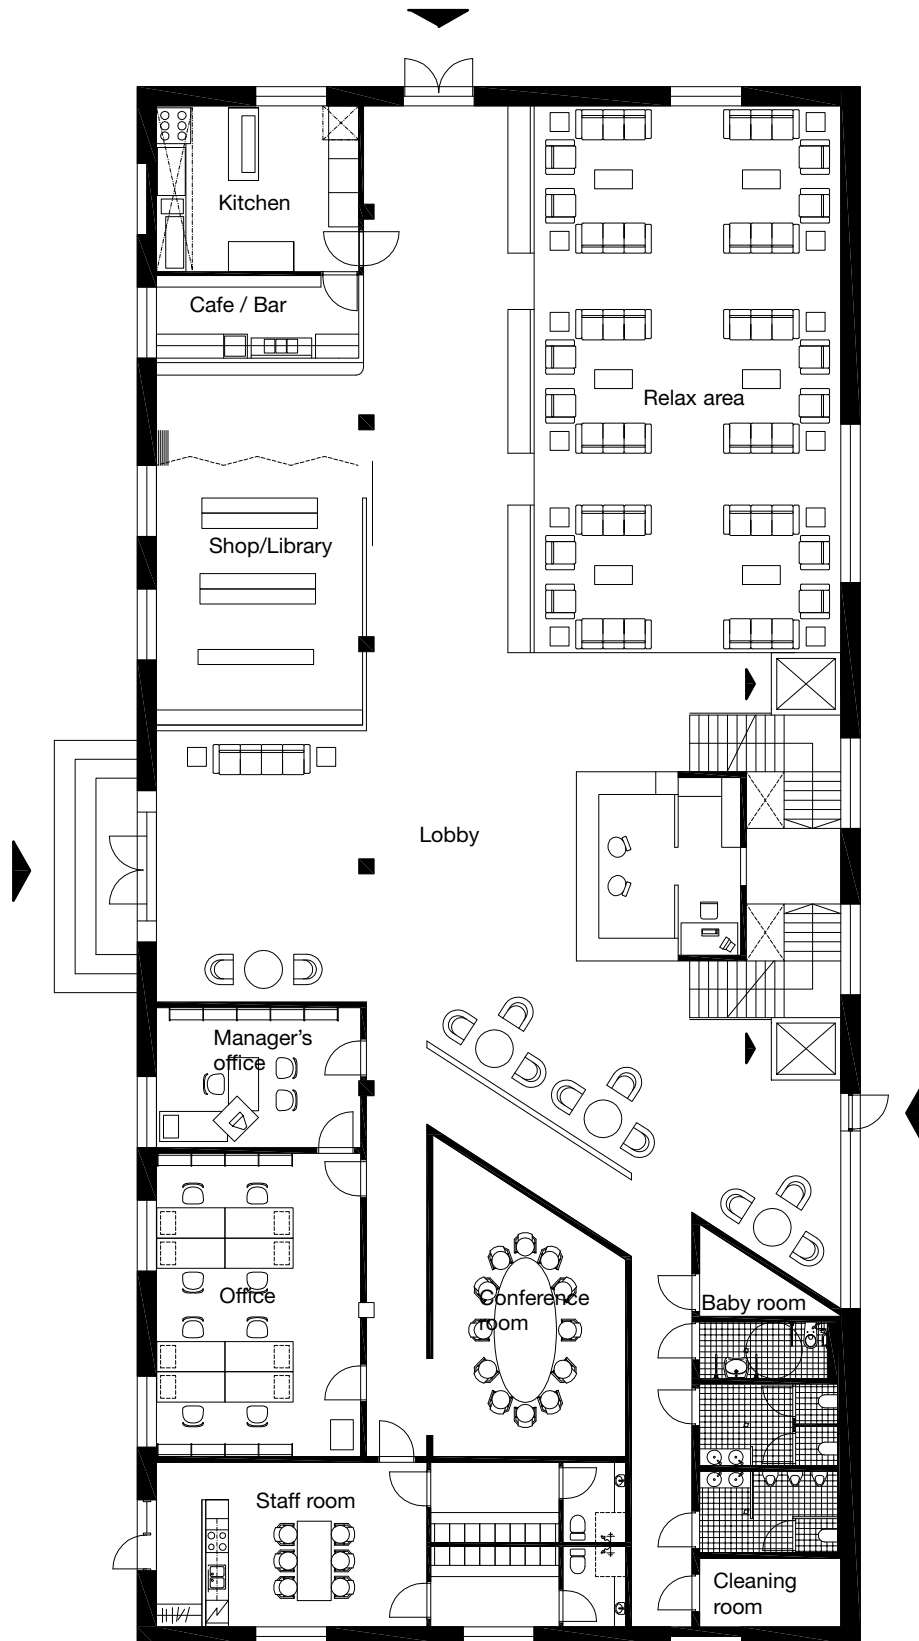 Kitchen
Cafe / Bar
Relax area
Shop/Library
Lobby
Manager's
office
Office
Conference
room
Baby room
Staff room
Cleaning
room